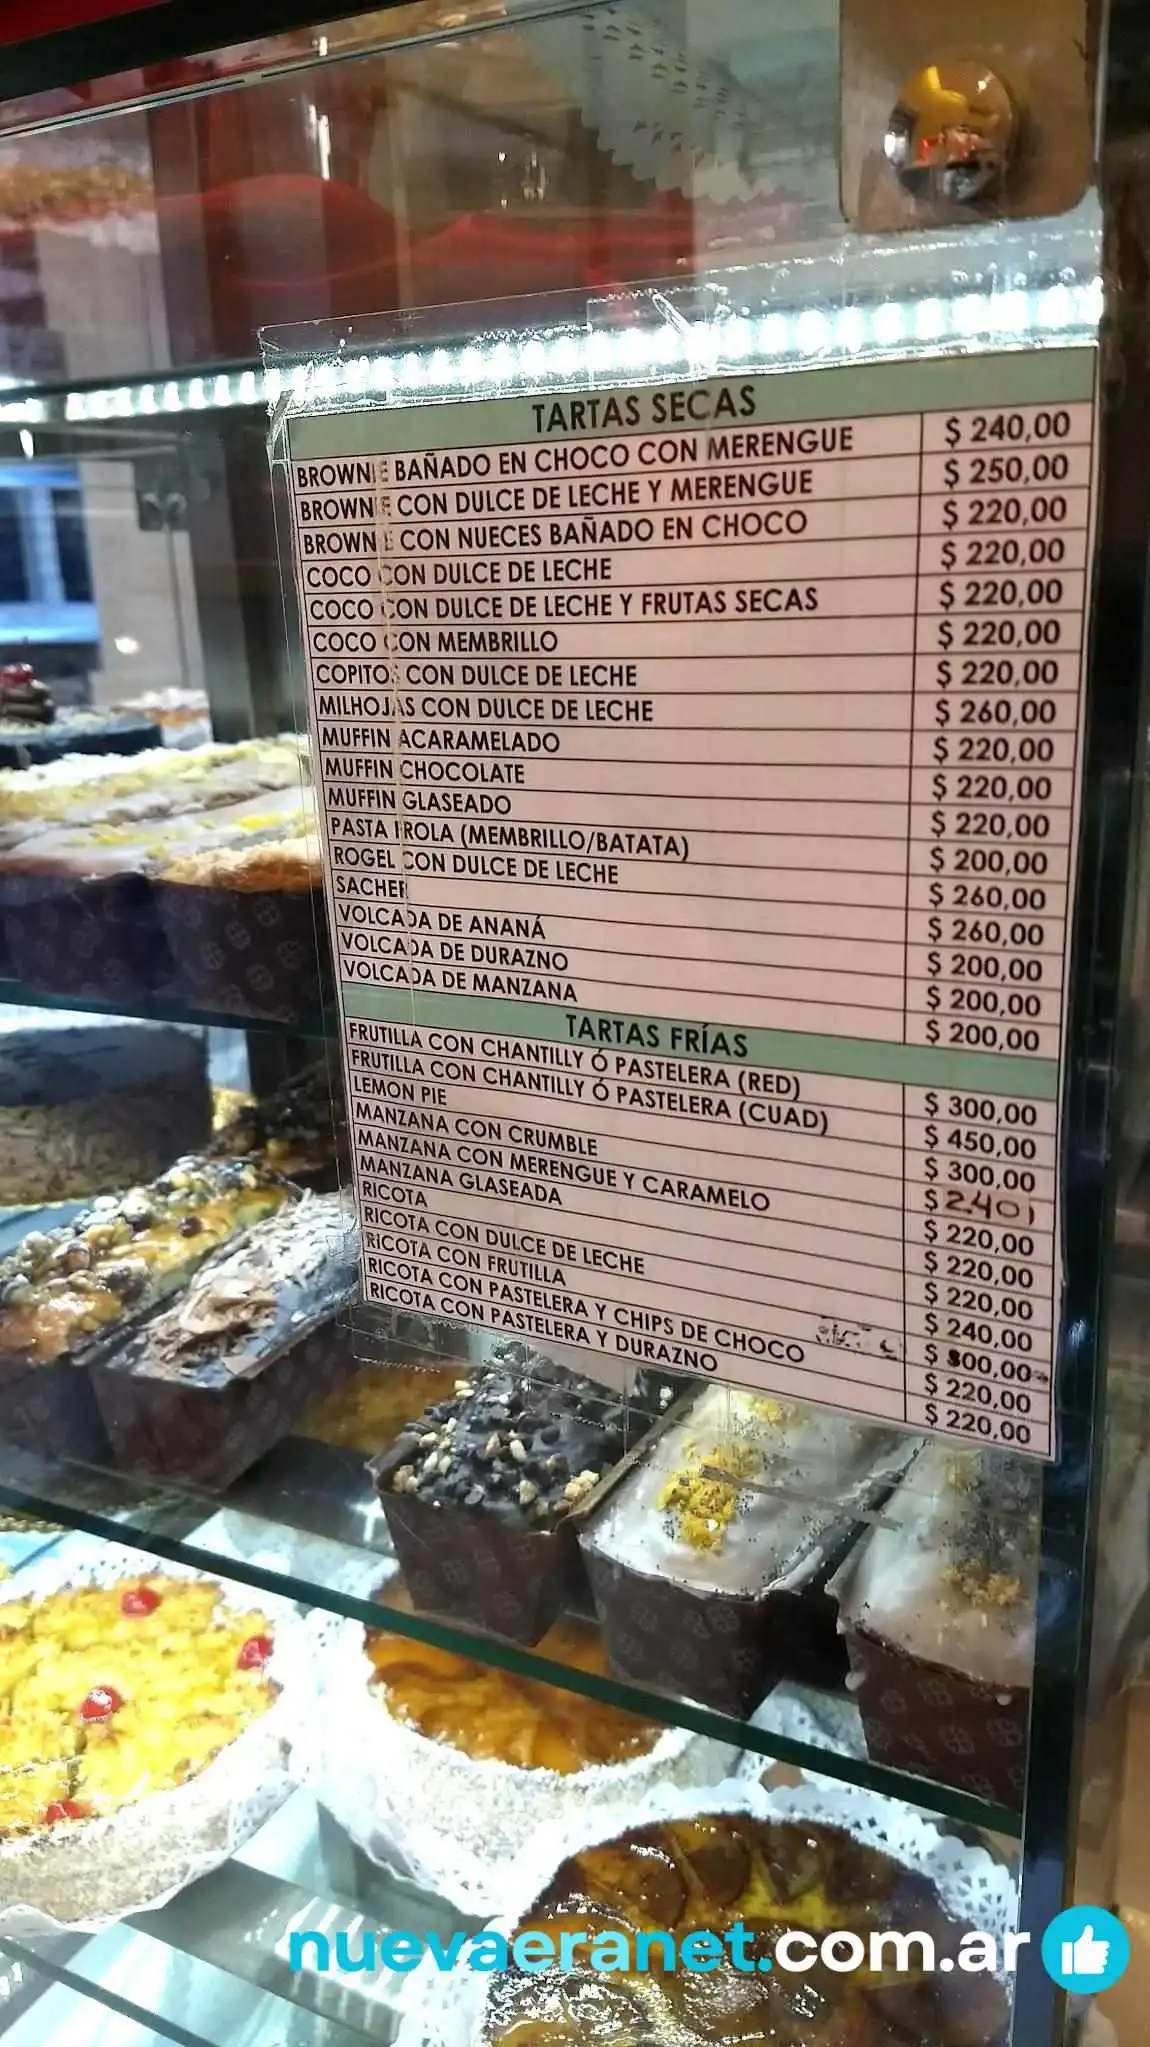 TARTAS SECAS
BROWNIE BAÑADO EN CHOCO CON MERENGUE $ 240,00
BROWNIE CON DULCE DE LECHE Y MERENGUE $ 250,00
BROWNIE CON NUECES BAÑADO EN CHOCO $ 220,00
COCO CON DULCE DE LECHE $ 220,00
COCO CON DULCE DE LECHE Y FRUTAS SECAS $ 220,00
COCO CON MEMBRILLO $ 220,00
COPITOS CON DULCE DE LECHE $ 220,00
MILHOJAS CON DULCE DE LECHE $ 260,00
MUFFIN ACARAMELADO $ 220,00
MUFFIN CHOCOLATE $ 220,00
MUFFIN GLASEADO $ 220,00
PASTA FROLA (MEMBRILLO/BATATA) $ 200,00
ROGEL CON DULCE DE LECHE $ 260,00
SACHER $ 260,00
VOLCADA DE ANANÁ $ 200,00
VOLCADA DE DURAZNO $ 200,00
VOLCADA DE MANZANA $ 200,00
TARTAS FRÍAS
FRUTILLA CON CHANTILLY Ó PASTELERA (RED) $ 300,00
FRUTILLA CON CHANTILLY Ó PASTELERA (CUAD) $ 450,00
LEMON PIE $ 300,00
MANZANA CON CRUMBLE $ 240
MANZANA CON MERENGUE Y CARAMELO $ 220,00
MANZANA GLASEADA $ 220,00
RICOTA $ 220,00
RICOTA CON DULCE DE LECHE $ 240,00
RICOTA CON FRUTILLA $ 300,00
RICOTA CON PASTELERA Y CHIPS DE CHOCO $ 220,00
RICOTA CON PASTELERA Y DURAZNO $ 220,00
nuevaeranet.com.ar